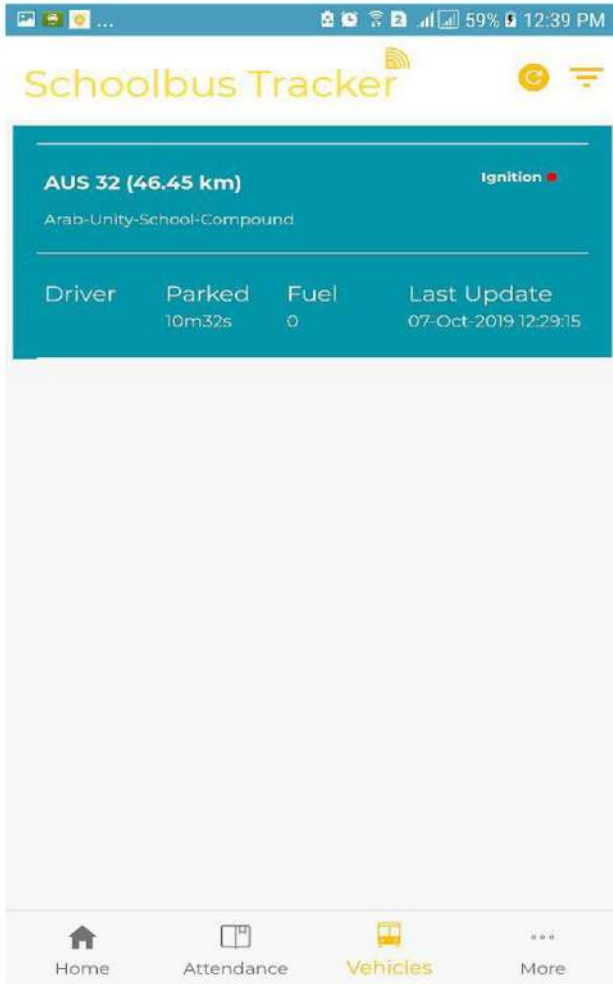 ... 2 59% 12:39 PM
Schoolbus Tracker
AUS 32 (46.45 km) Ignition
Arab-Unity-School-Compound
Driver Parked Fuel Last Update
10m32s 0 07-Oct-2019 12:29:15
Home Attendance Vehicles More